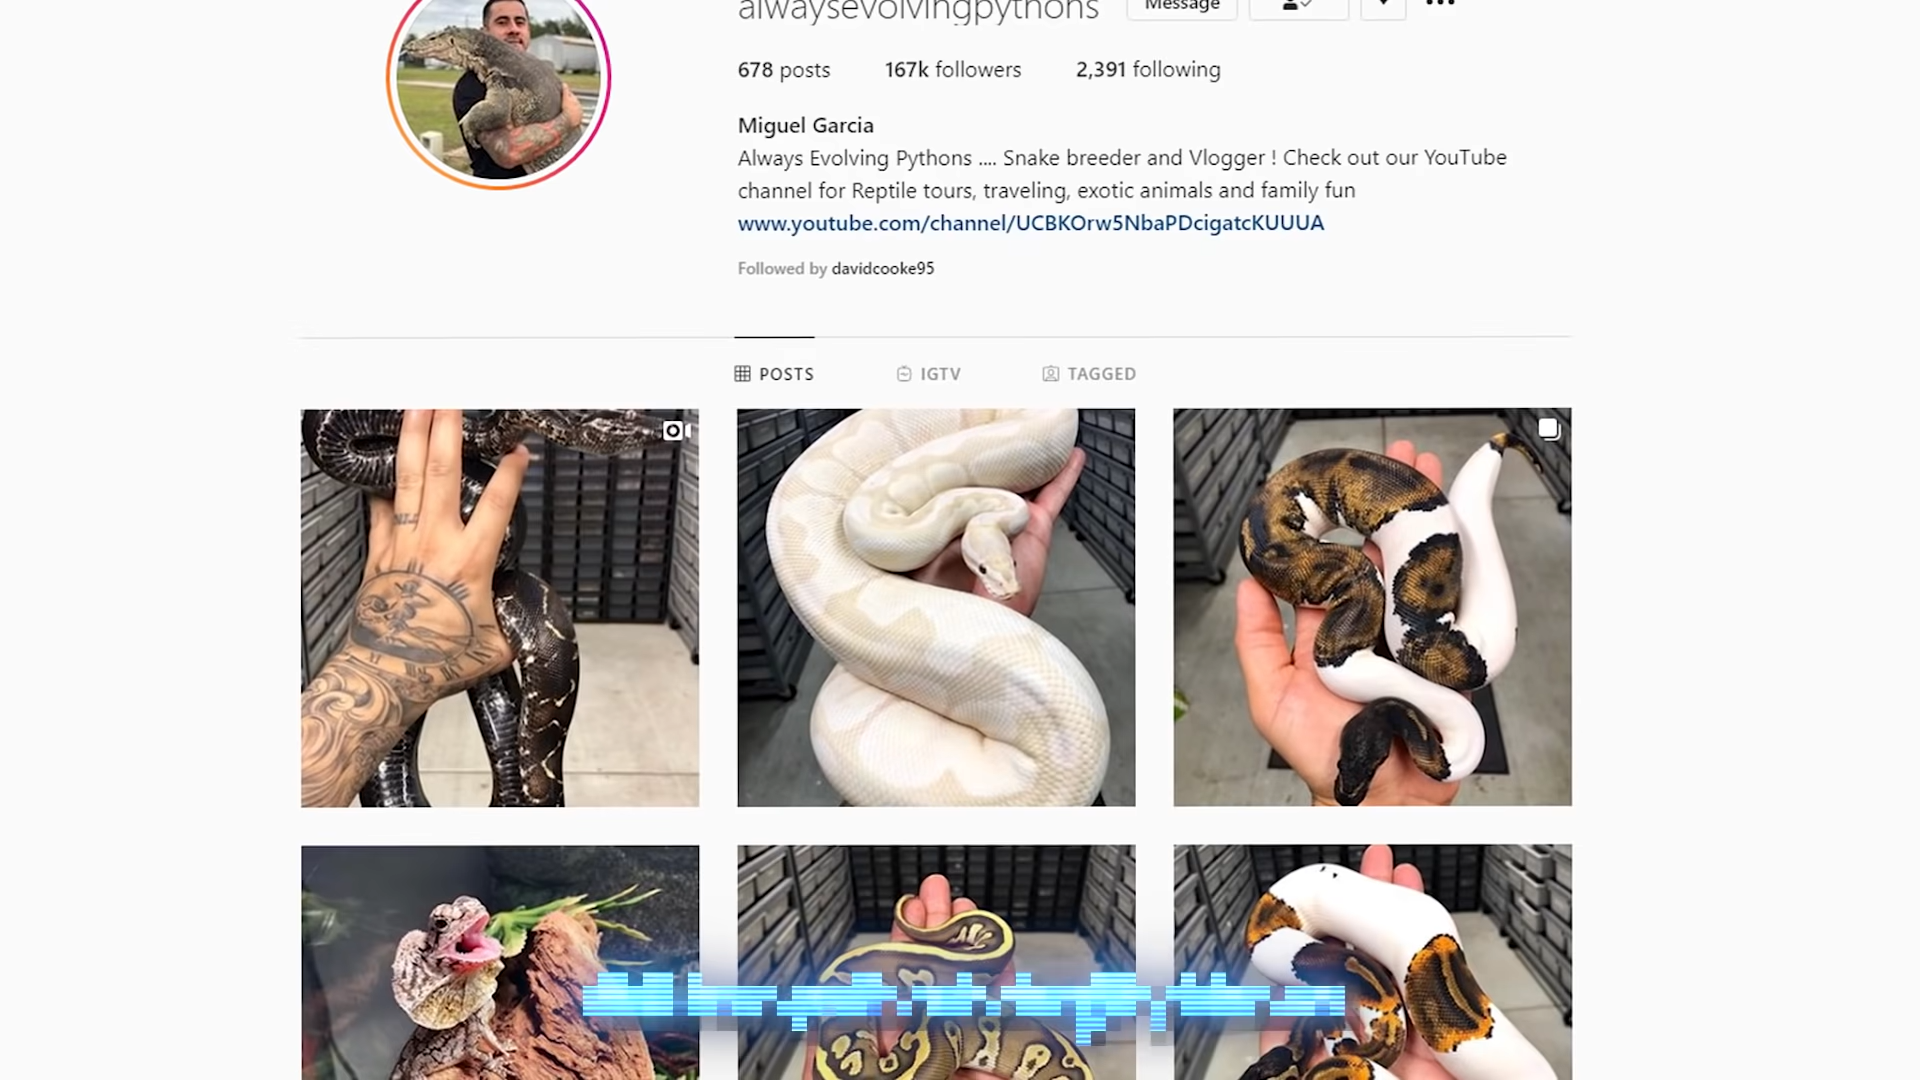 alwaysevolvingpythons Message
678 posts 167k followers 2,391 following
Miguel Garcia
Always Evolving Pythons .... Snake breeder and Vlogger ! Check out our YouTube
channel for Reptile tours, traveling, exotic animals and family fun
www.youtube.com/channel/UCBKOrw5NbaPDcigatcKUUUA
Followed by davidcooke95
POSTS IGTV TAGGED